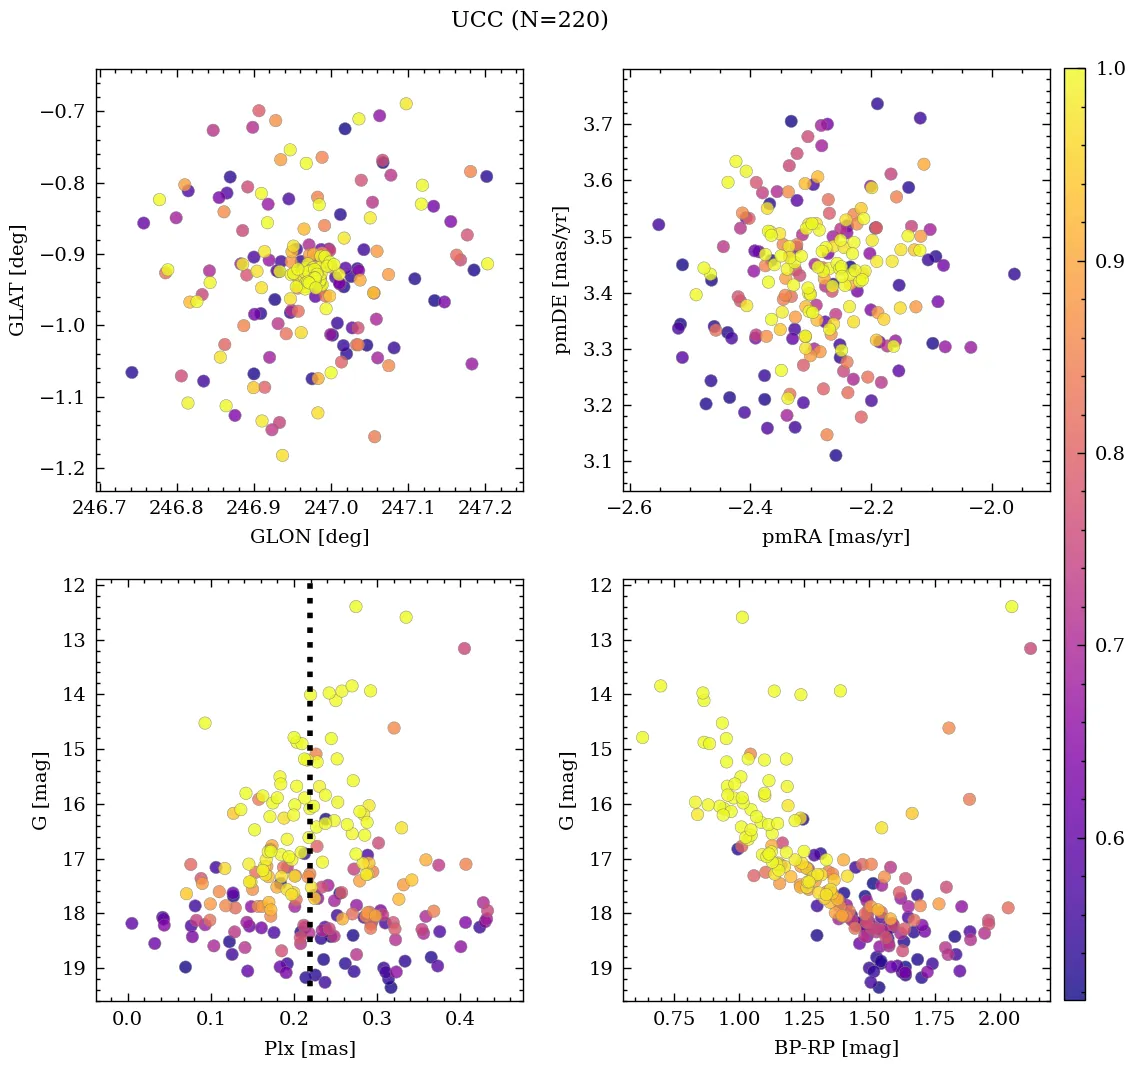 UCC (N=220)
−0.7
−0.8
−0.9
−1.0
−1.1
−1.2
GLAT [deg]
246.7 246.8 246.9 247.0 247.1 247.2
GLON [deg]
3.7
3.6
3.5
3.4
3.3
3.2
3.1
pmDE [mas/yr]
−2.6 −2.4 −2.2 −2.0
pmRA [mas/yr]
12
13
14
15
16
17
18
19
G [mag]
0.0 0.1 0.2 0.3 0.4
Plx [mas]
12
13
14
15
16
17
18
19
G [mag]
0.75 1.00 1.25 1.50 1.75 2.00
BP-RP [mag]
1.0
0.9
0.8
0.7
0.6